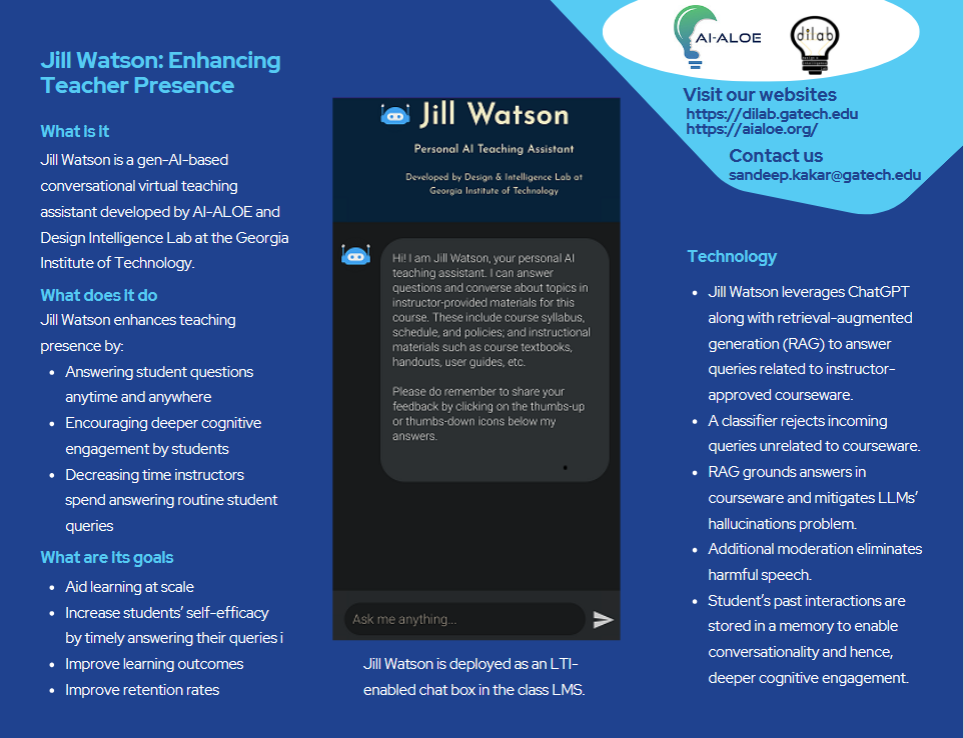 Jill Watson: Enhancing
Teacher Presence
What Is It
Jill Watson is a gen-AI-based
conversational virtual teaching
assistant developed by AI-ALOE and
Design Intelligence Lab at the Georgia
Institute of Technology.
What does It do
Jill Watson enhances teaching
presence by:
• Answering student questions
anytime and anywhere
• Encouraging deeper cognitive
engagement by students
• Decreasing time instructors
spend answering routine student
queries
What are Its goals
• Aid learning at scale
• Increase students' self-efficacy
by timely answering their queries i
• Improve learning outcomes
• Improve retention rates
Jill Watson
Personal AI Teaching Assistant
Developed by Design & Intelligence Lab at
Georgia Institute of Technology
Hi! I am Jill Watson, your personal AI
teaching assistant. I can answer
questions and converse about topics in
instructor-provided materials for this
course. These include course syllabus,
schedule, and policies; and instructional
materials such as course textbooks,
handouts, user guides, etc.
Please do remember to share your
feedback by clicking on the thumbs-up
or thumbs-down icons below my
answers.
Ask me anything...
Jill Watson is deployed as an LTI-
enabled chat box in the class LMS.
AI-ALOE
dilab
Visit our websites
https://dilab.gatech.edu
https://aialoe.org/
Contact us
sandeep.kakar@gatech.edu
Technology
• Jill Watson leverages ChatGPT
along with retrieval-augmented
generation (RAG) to answer
queries related to instructor-
approved courseware.
• A classifier rejects incoming
queries unrelated to courseware.
• RAG grounds answers in
courseware and mitigates LLMs'
hallucinations problem.
• Additional moderation eliminates
harmful speech.
• Student's past interactions are
stored in a memory to enable
conversationality and hence,
deeper cognitive engagement.